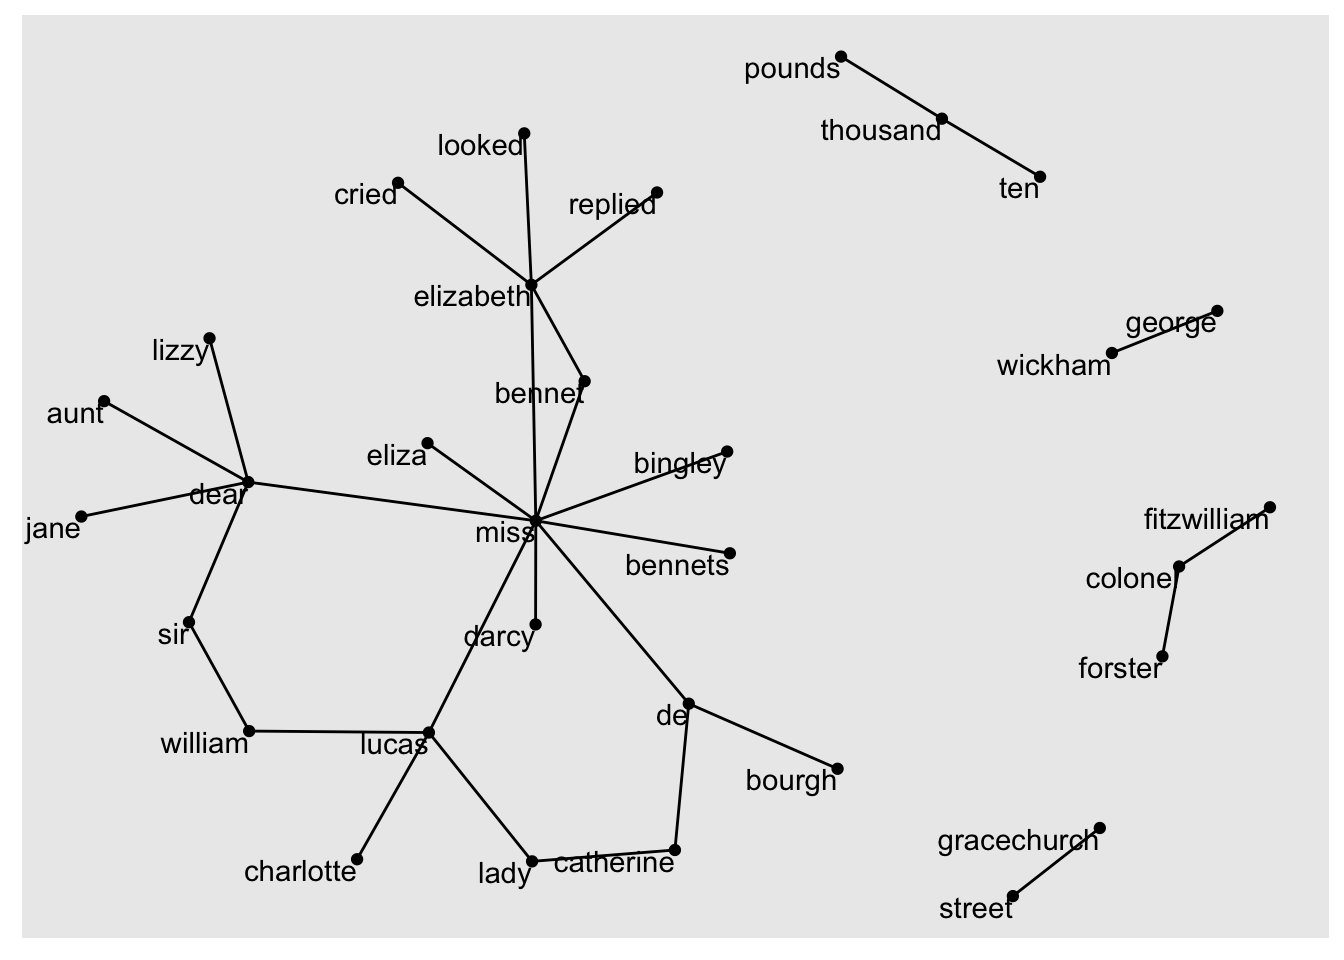 pounds
thousand
looked
cried
ten
replied
elizabeth
george
lizzy
wickham
bennet
aunt
eliza
bingley
dear
fitzwilliam
jane
miss
bennets
colone
sir
darcy
forster
de
william
lucas
bourgh
gracechurch
catherine
charlotte
lady
street